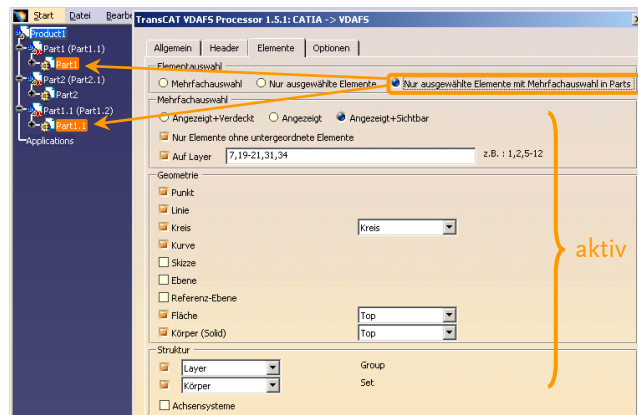 Start Datei Bearbe
TransCAT VDAFS Processor 1.5.1: CATIA -> VDAFS
Product1
Part1 (Part1.1)
Part1
Part2 (Part2.1)
Part2
Part1.1 (Part1.2)
Part1.1
Applications
Allgemein Header Elemente Optionen
Elementauswahl
Mehrfachauswahl Nur ausgewählte Elemente Nur ausgewählte Elemente mit Mehrfachauswahl in Parts
Mehrfachauswahl
Angezeigt+Verdeckt Angezeigt Angezeigt+Sichtbar
Nur Elemente ohne untergeordnete Elemente
Auf Layer 7,19-21,31,34 z.B. : 1,2,5-12
Geometrie
Punkt
Linie
Kreis Kreis
Kurve
Skizze
Ebene
Referenz-Ebene
Fläche Top
Körper (Solid) Top
Struktur
Layer Group
Körper Set
Achsensysteme
aktiv